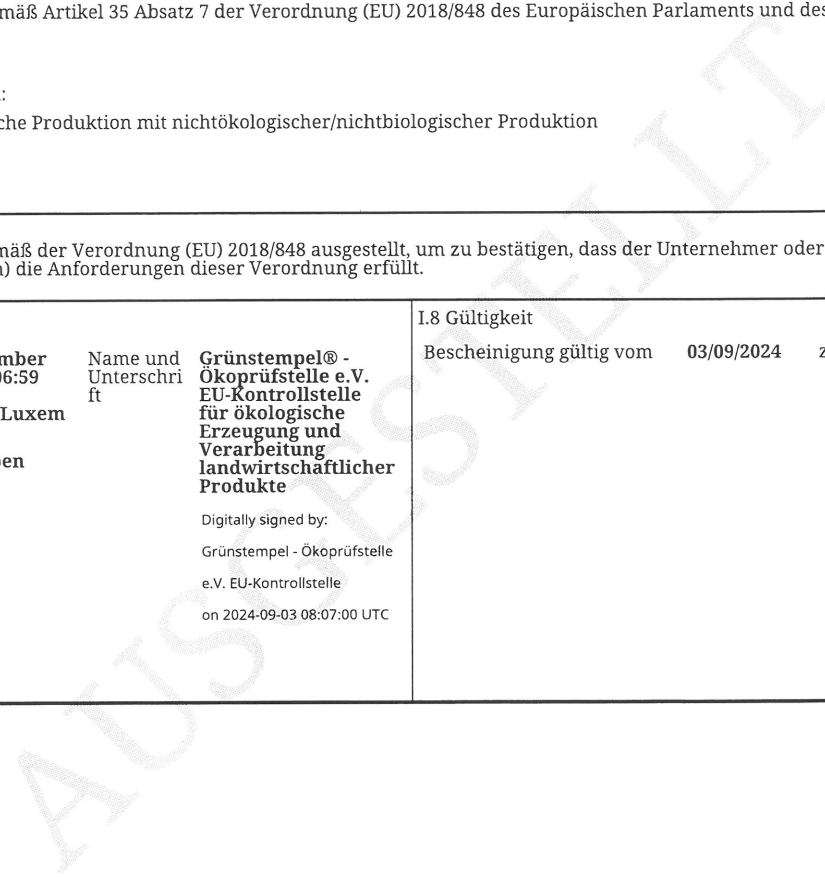 mäß Artikel 35 Absatz 7 der Verordnung (EU) 2018/848 des Europäischen Parlaments und des
:
che Produktion mit nichtökologischer/nichtbiologischer Produktion
mäß der Verordnung (EU) 2018/848 ausgestellt, um zu bestätigen, dass der Unternehmer oder
) die Anforderungen dieser Verordnung erfüllt.
mber
06:59
Luxem
en
Name und
Unterschri
ft
Grünstempel® -
Ökoprüfstelle e.V.
EU-Kontrollstelle
für ökologische
Erzeugung und
Verarbeitung
landwirtschaftlicher
Produkte
Digitally signed by:
Grünstempel - Ökoprüfstelle
e.V. EU-Kontrollstelle
on 2024-09-03 08:07:00 UTC
I.8 Gültigkeit
Bescheinigung gültig vom 03/09/2024 z
AUSGESTELLT